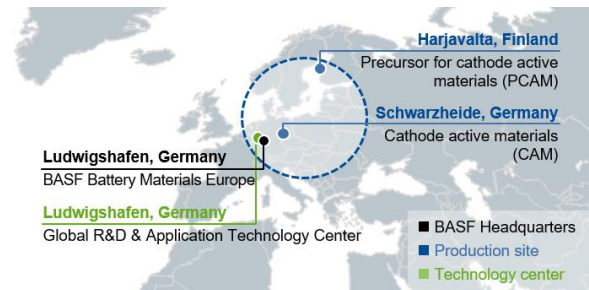 Harjavalta, Finland
Precursor for cathode active
materials (PCAM)
Schwarzheide, Germany
Cathode active materials
(CAM)
Ludwigshafen, Germany
BASF Battery Materials Europe
Ludwigshafen, Germany
Global R&D & Application Technology Center
BASF Headquarters
Production site
Technology center